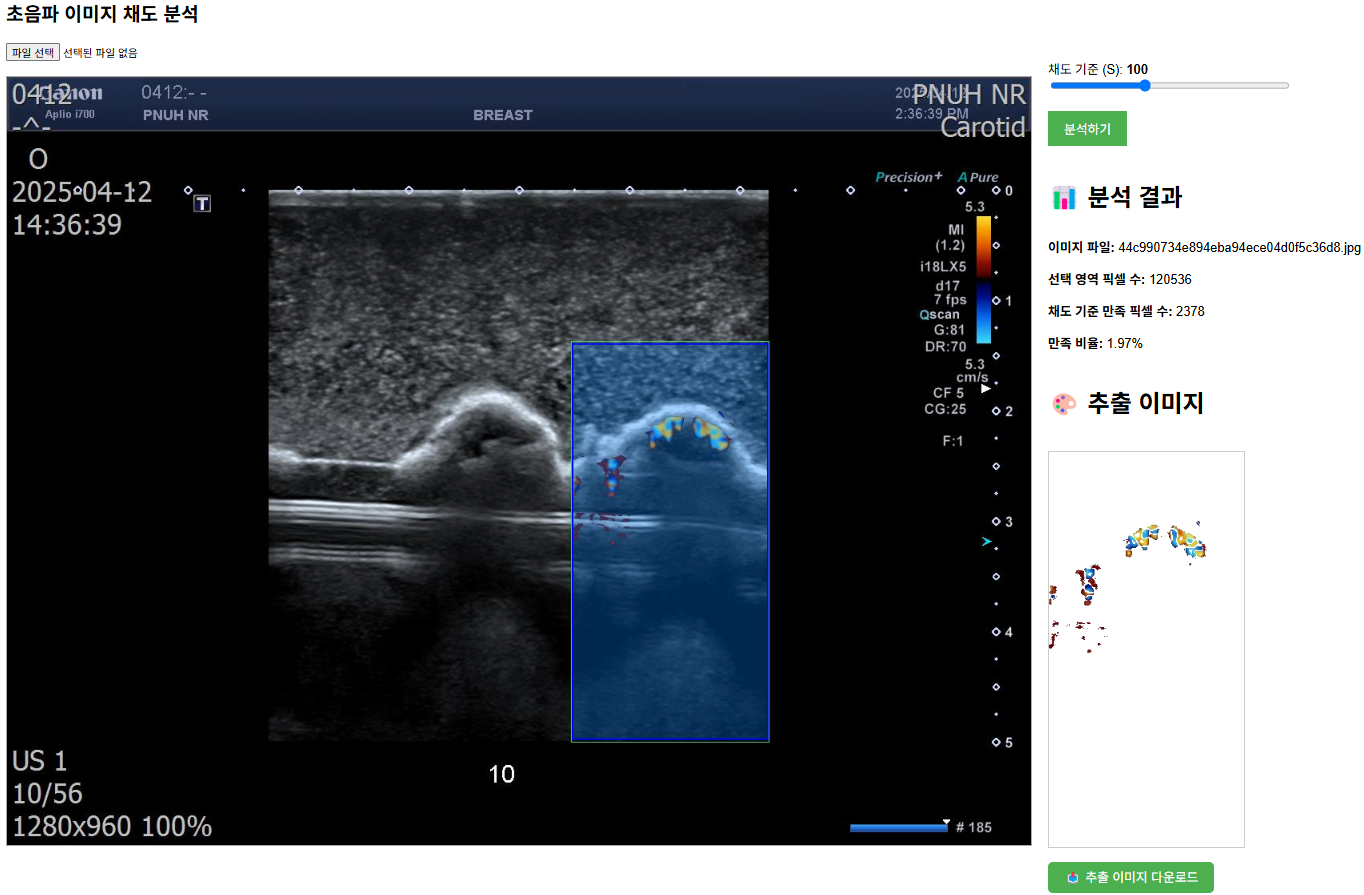 초음파 이미지 채도 분석
파일 선택 선택된 파일 없음
채도 기준 (S): 100
분석하기
0412
Canon
0412:- -
PNUH NR
Aplio i700
PNUH NR
BREAST
2:36:39 PM
-^-
Carotid
O
2025-04-12
14:36:39
T
Precision+ A Pure
0
5.3
MI
(1.2)
i18LX5
d17
7 fps
1
Qscan
G:81
DR:70
5.3
cm/s
CF 5
CG:25
2
F:1
3
4
5
US 1
10
10/56
1280x960 100%
# 185
분석 결과
이미지 파일: 44c990734e894eba94ece04d0f5c36d8.jpg
선택 영역 픽셀 수: 120536
채도 기준 만족 픽셀 수: 2378
만족 비율: 1.97%
추출 이미지
추출 이미지 다운로드